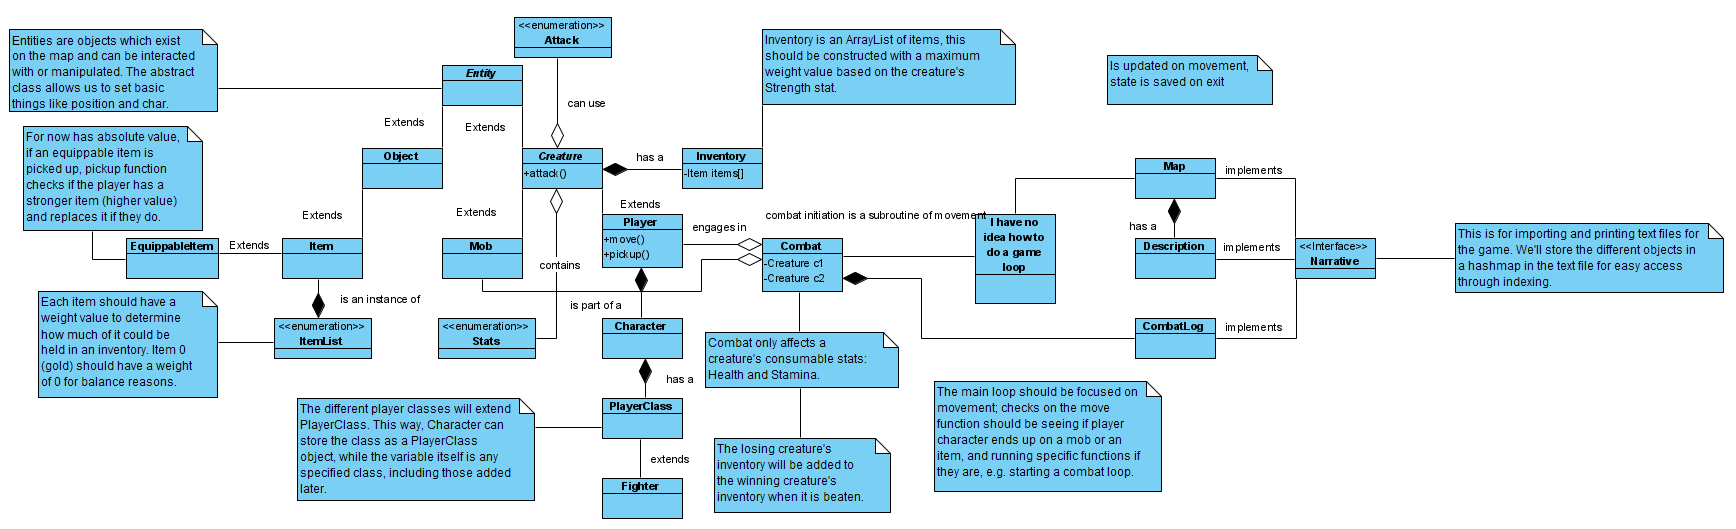 <<enumeration>>
Attack
Entities are objects which exist
on the map and can be interacted
with or manipulated. The abstract
class allows us to set basic
things like position and char.
Entity
Inventory is an ArrayList of items, this
should be constructed with a maximum
weight value based on the creature's
Strength stat.
Is updated on movement,
state is saved on exit
can use
Extends
Extends
For now has absolute value,
if an equippable item is
picked up, pickup function
checks if the player has a
stronger item (higher value)
and replaces it if they do.
Object
Creature
+attack()
has a
Inventory
-Item items[]
Map
implements
Extends
Extends
Extends
combat initiation is a subroutine of movement
Player
+move()
+pickup()
engages in
I have no
idea how to
do a game
loop
has a
EquippableItem
Extends
Item
Mob
Combat
-Creature c1
-Creature c2
Description
implements
<<Interface>>
Narrative
This is for importing and printing text files for
the game. We'll store the different objects in
a hashmap in the text file for easy access
through indexing.
contains
Each item should have a
weight value to determine
how much of it could be
held in an inventory. Item 0
(gold) should have a weight
of 0 for balance reasons.
is an instance of
is part of a
<<enumeration>>
ItemList
<<enumeration>>
Stats
Character
CombatLog
implements
Combat only affects a
creature's consumable stats:
Health and Stamina.
has a
The different player classes will extend
PlayerClass. This way, Character can
store the class as a PlayerClass
object, while the variable itself is any
specified class, including those added
later.
PlayerClass
The main loop should be focused on
movement; checks on the move
function should be seeing if player
character ends up on a mob or an
item, and running specific functions if
they are, e.g. starting a combat loop.
extends
The losing creature's
inventory will be added to
the winning creature's
inventory when it is beaten.
Fighter